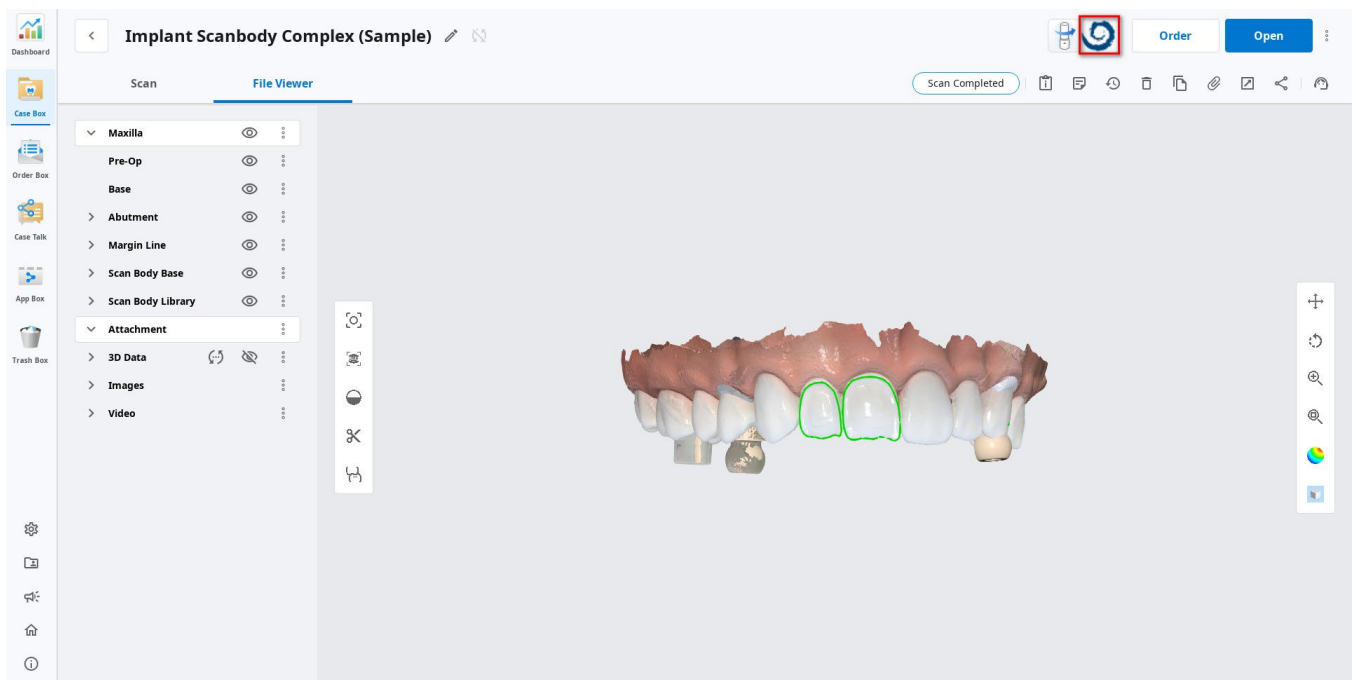 Dashboard
Case Box
Order Box
Case Talk
App Box
Trash Box
Implant Scanbody Complex (Sample)
Order
Open
Scan
File Viewer
Scan Completed
Maxilla
Pre-Op
Base
Abutment
Margin Line
Scan Body Base
Scan Body Library
Attachment
3D Data
Images
Video